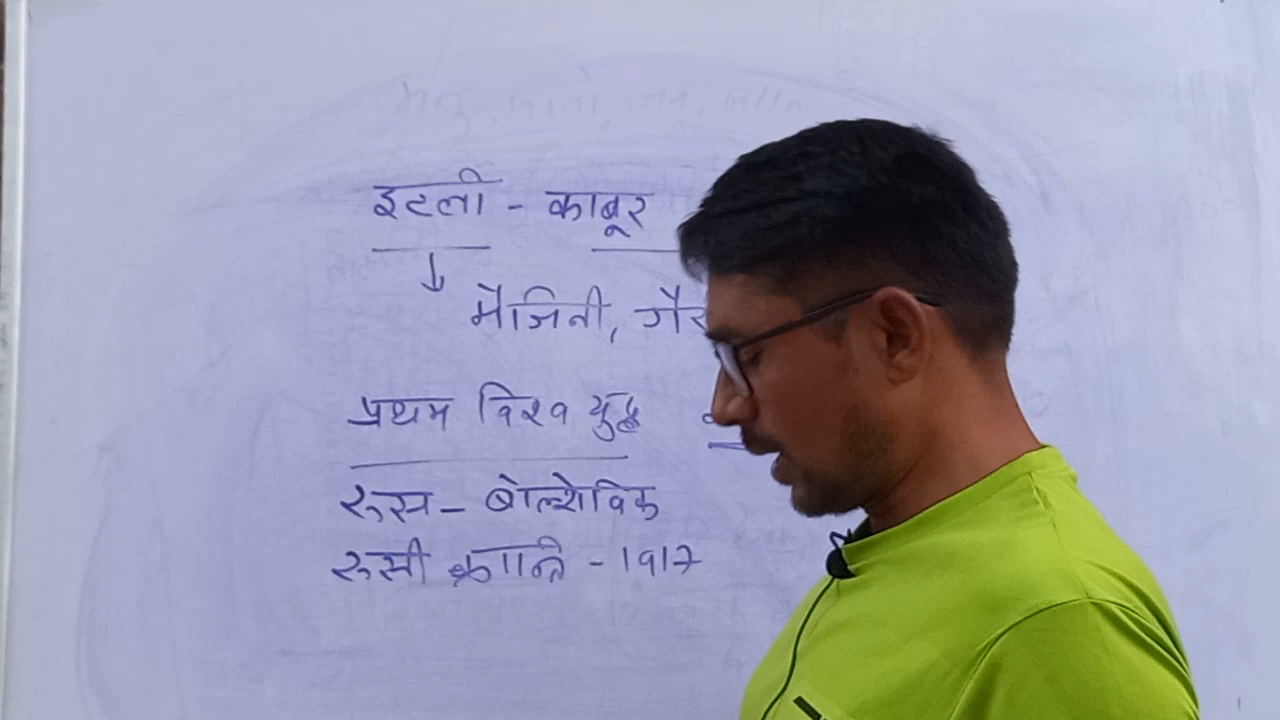 इटली - काबूर
मैजिनी,
प्रथम विश्व युद्ध
रूस - बोल्शेविक
रूसी क्रान्ति - 1917